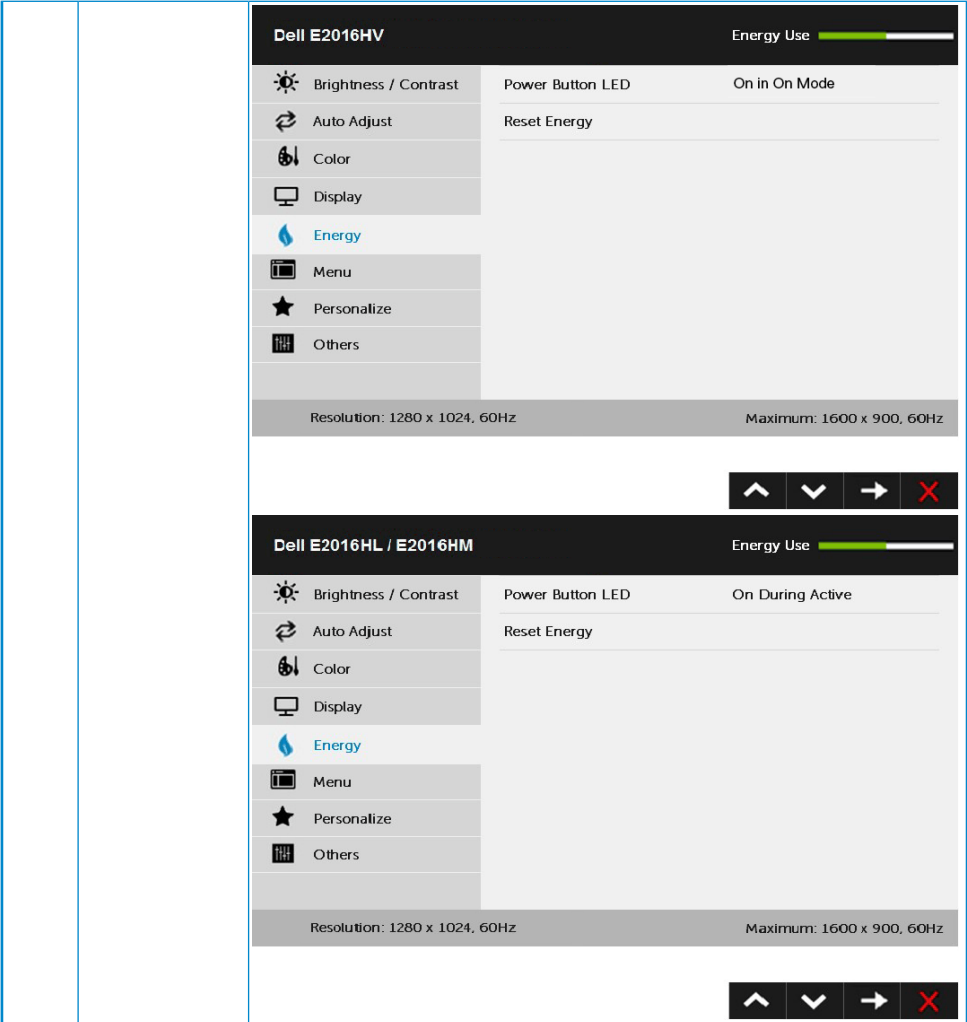 Dell E2016HV Energy Use
Brightness / Contrast Power Button LED On in On Mode
Auto Adjust Reset Energy
Color
Display
Energy
Menu
Personalize
Others
Resolution: 1280 x 1024, 60Hz Maximum: 1600 x 900, 60Hz
Dell E2016HL / E2016HM Energy Use
Brightness / Contrast Power Button LED On During Active
Auto Adjust Reset Energy
Color
Display
Energy
Menu
Personalize
Others
Resolution: 1280 x 1024, 60Hz Maximum: 1600 x 900, 60Hz